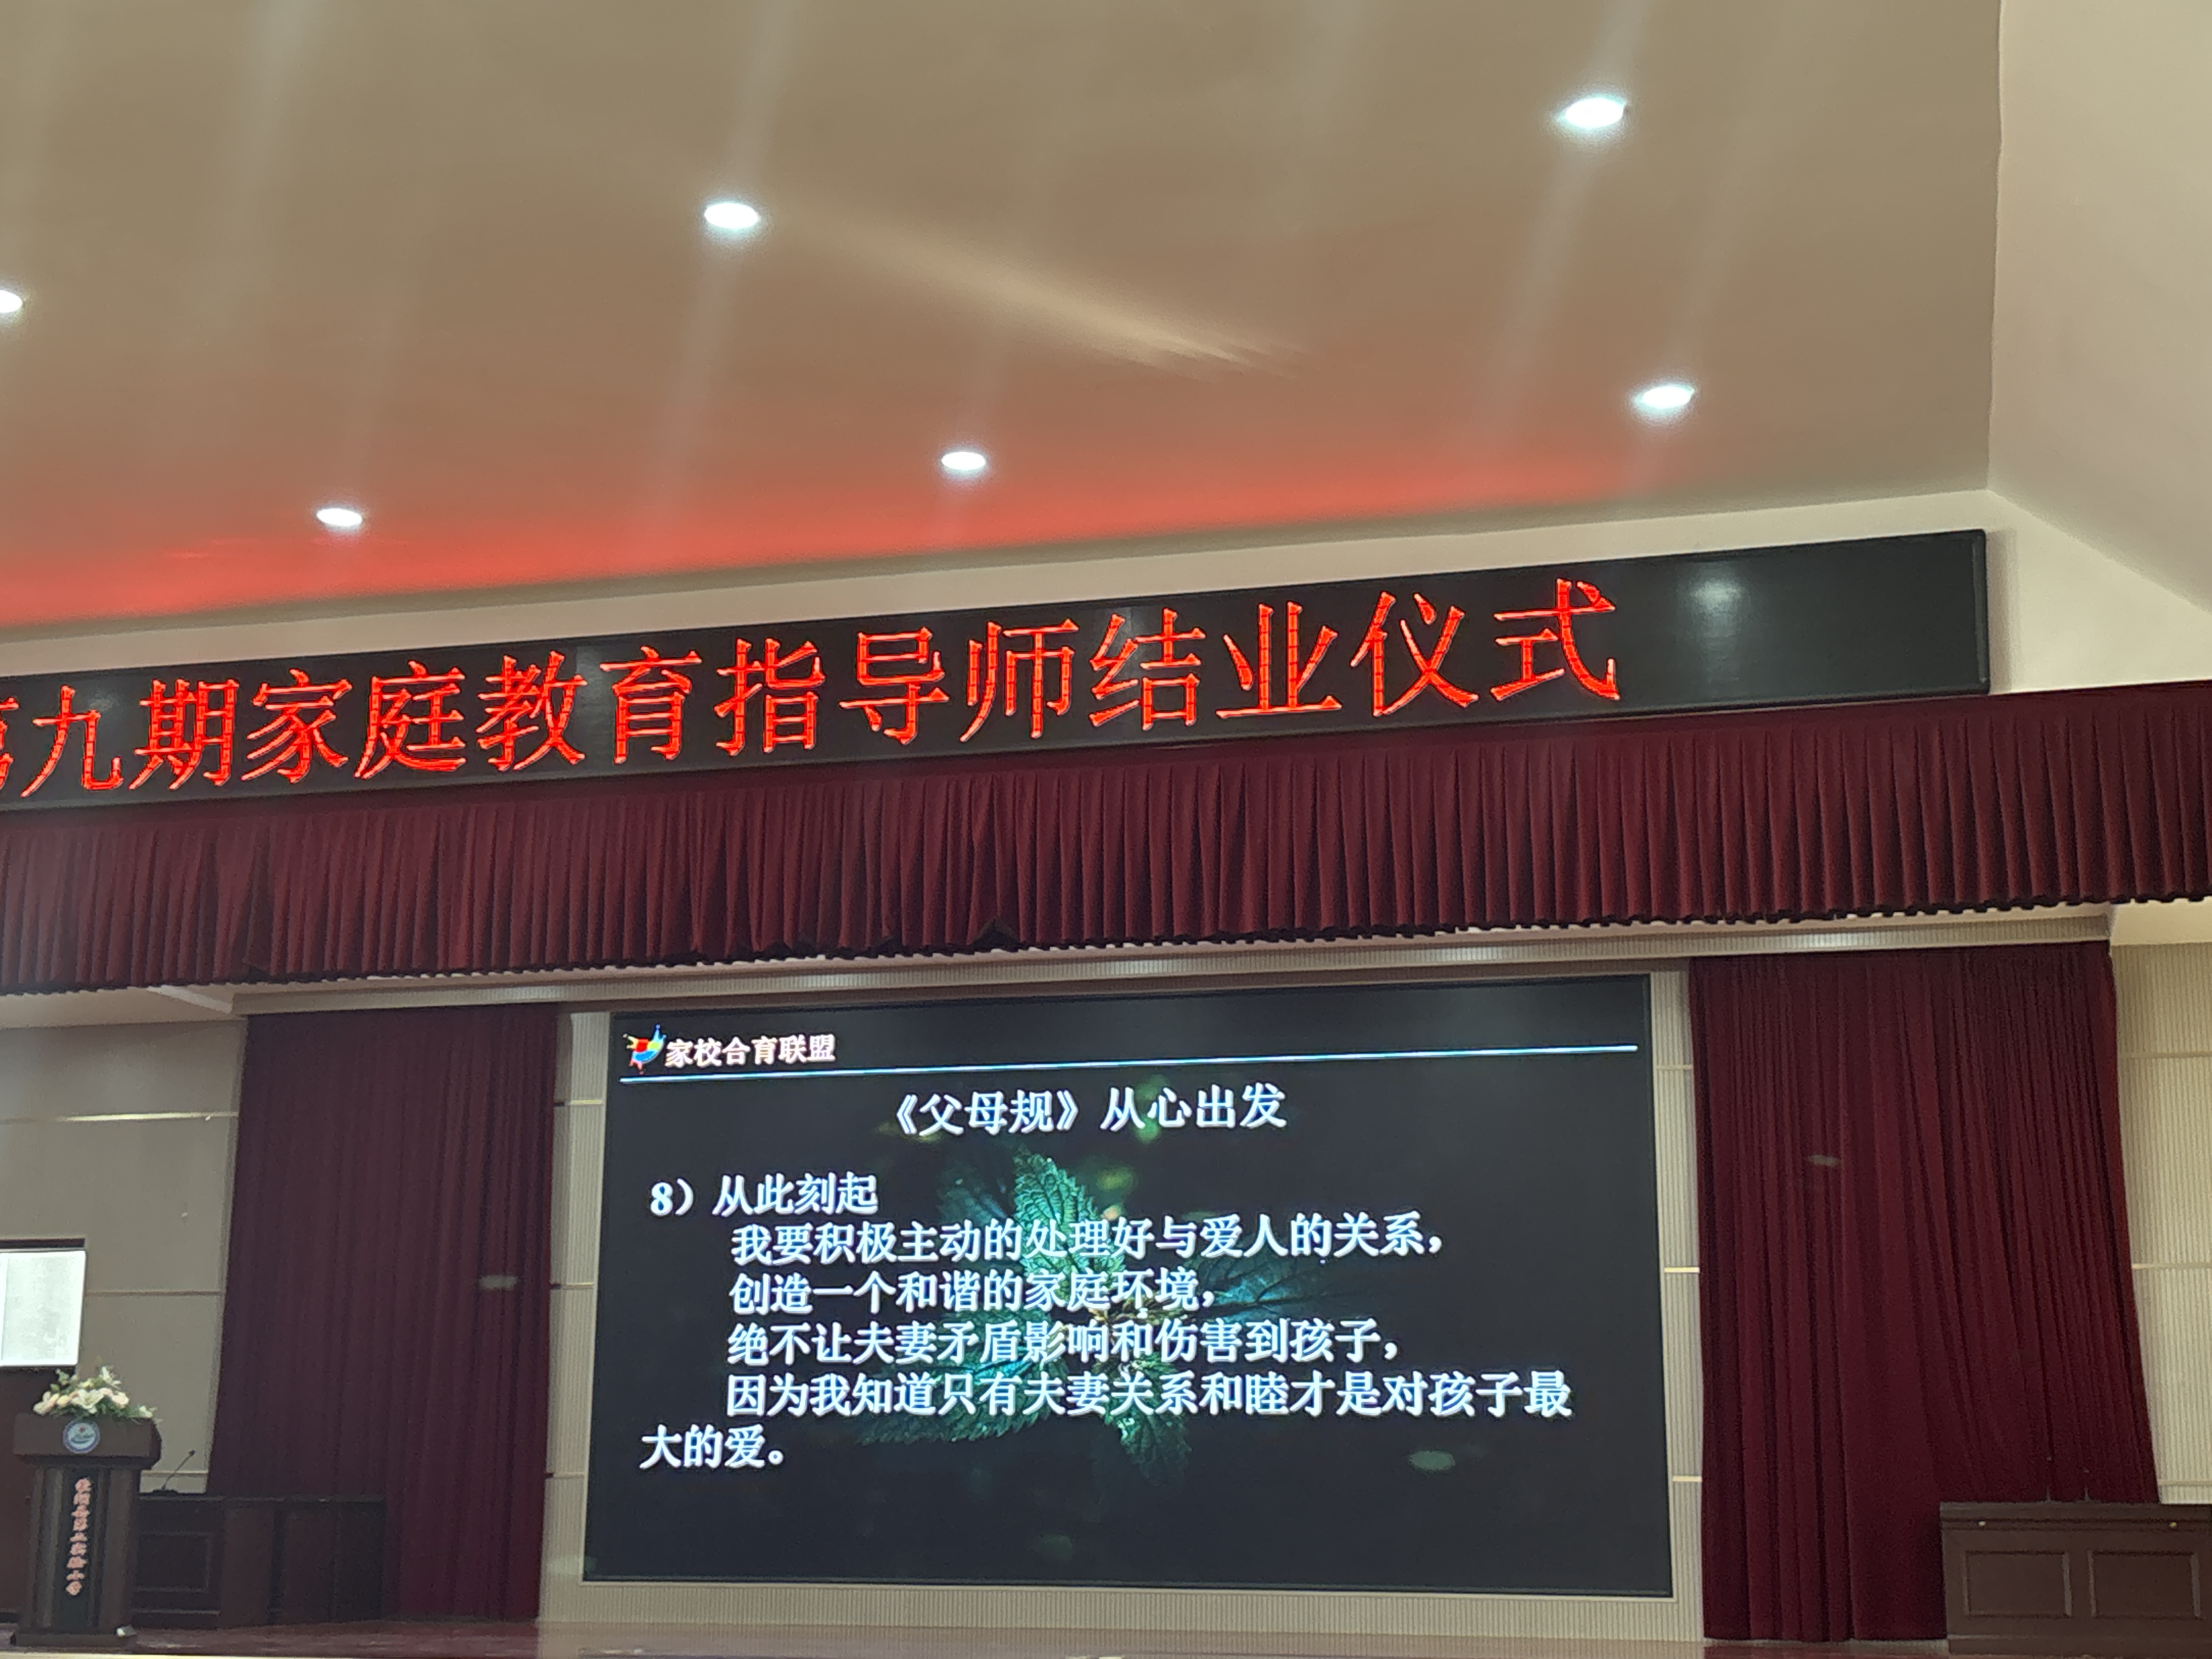 第九期家庭教育指导师结业仪式
家校合育联盟
《父母规》从心出发
8）从此刻起
我要积极主动的处理好与爱人的关系，
创造一个和谐的家庭环境，
绝不让夫妻矛盾影响和伤害到孩子，
因为我知道只有夫妻关系和睦才是对孩子最
大的爱。
实验小学